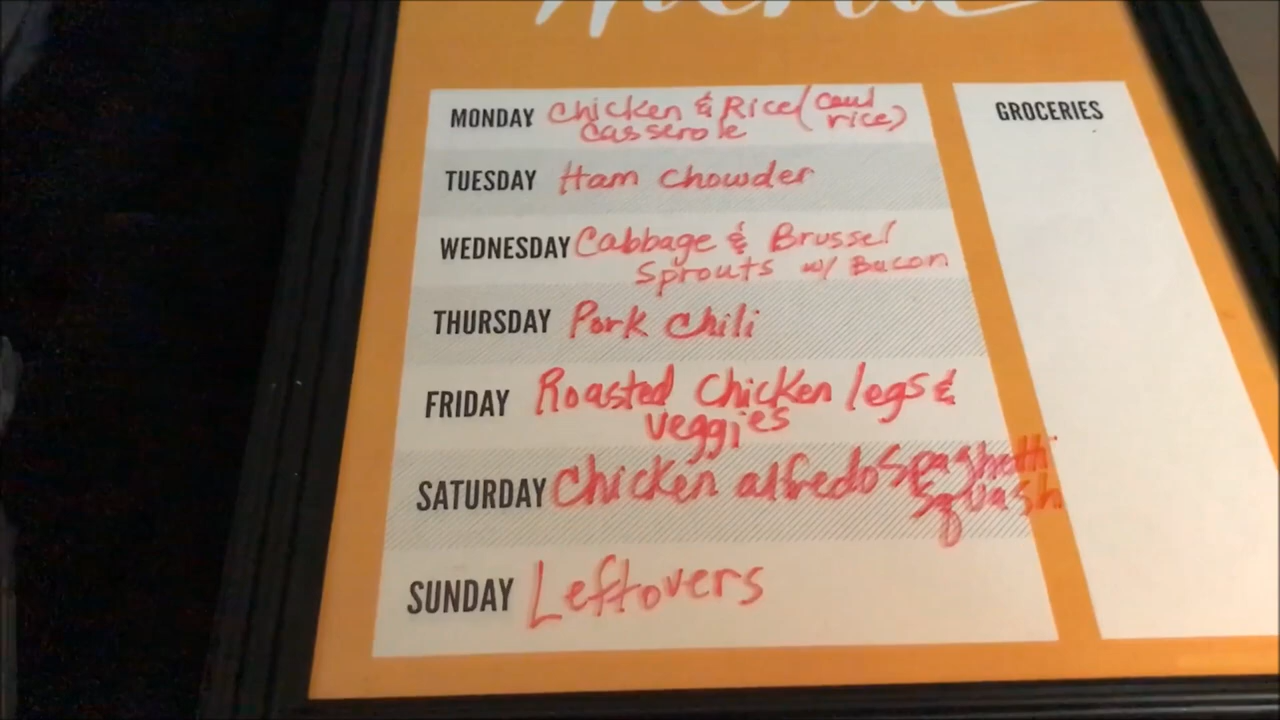 Menu
MONDAY Chicken & Rice (caul
casserole rice)
TUESDAY Ham chowder
WEDNESDAY Cabbage & Brussel
Sprouts w/ Bacon
THURSDAY Pork chili
FRIDAY Roasted Chicken legs &
veggies
SATURDAY Chicken alfredo Spaghetti
Squash
SUNDAY Leftovers
GROCERIES